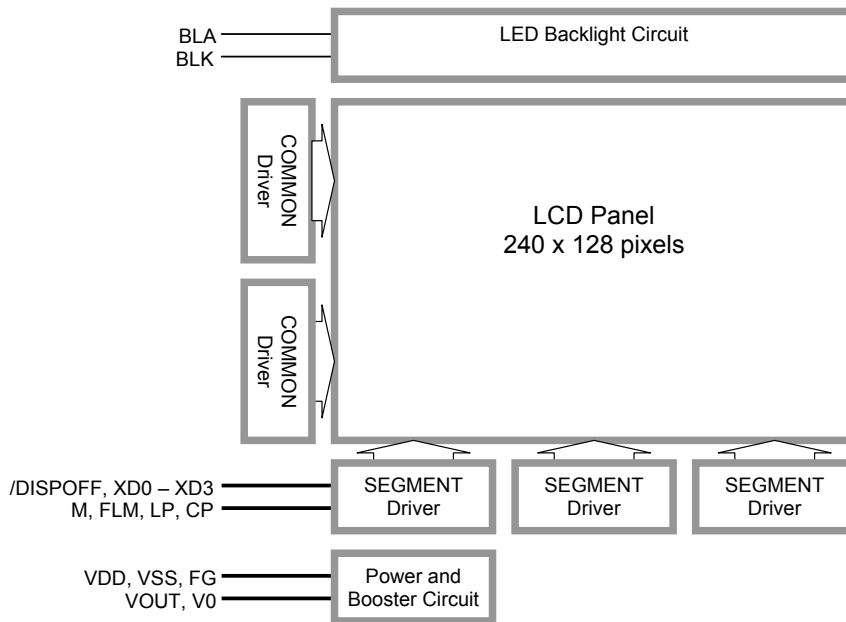 BLA
BLK
LED Backlight Circuit
COMMON
Driver
LCD Panel
240 x 128 pixels
COMMON
Driver
/DISPOFF, XD0 – XD3
M, FLM, LP, CP
SEGMENT
Driver
SEGMENT
Driver
SEGMENT
Driver
VDD, VSS, FG
VOUT, V0
Power and
Booster Circuit